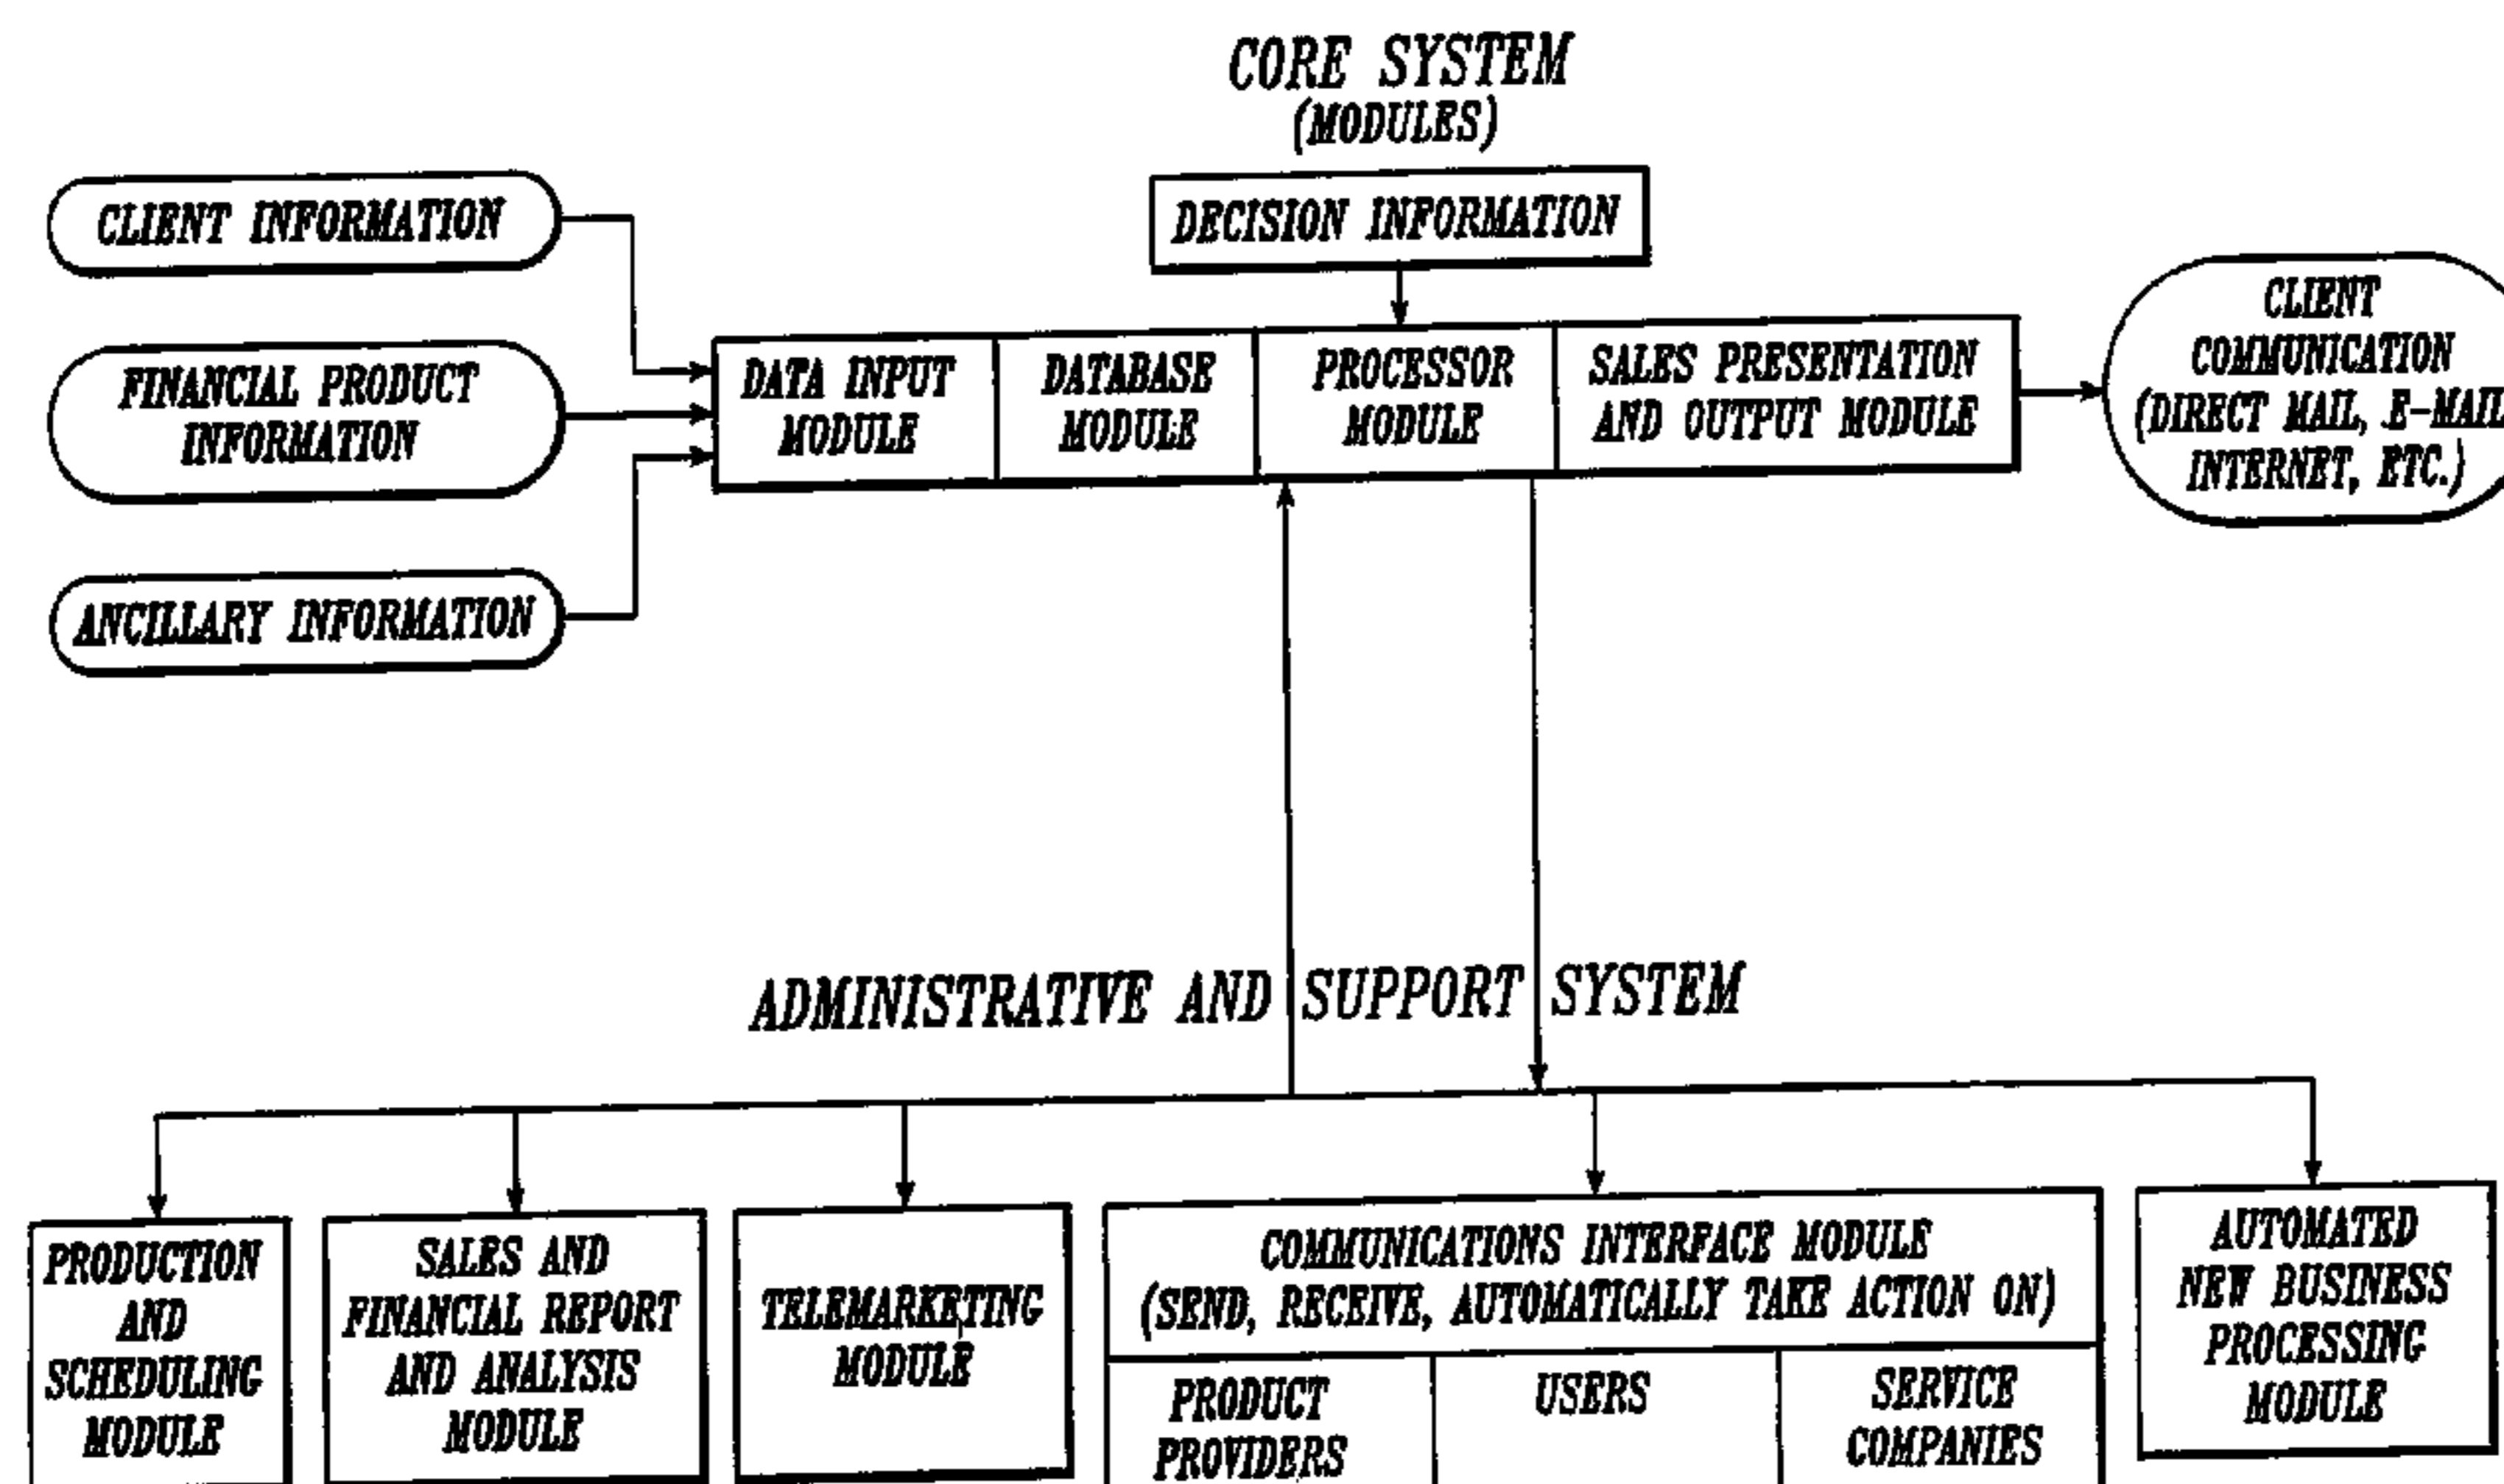 CORE SYSTEM
(MODULES)
CLIENT INFORMATION
DECISION INFORMATION
FINANCIAL PRODUCT
INFORMATION
DATA INPUT
MODULE
DATABASE
MODULE
PROCESSOR
MODULE
SALES PRESENTATION
AND OUTPUT MODULE
CLIENT
COMMUNICATION
(DIRECT MAIL, E-MAIL
INTERNET, ETC.)
ANCILLARY INFORMATION
ADMINISTRATIVE AND SUPPORT SYSTEM
PRODUCTION
AND
SCHEDULING
MODULE
SALES AND
FINANCIAL REPORT
AND ANALYSIS
MODULE
TELEMARKETING
MODULE
COMMUNICATIONS INTERFACE MODULE
(SEND, RECEIVE, AUTOMATICALLY TAKE ACTION ON)
PRODUCT
PROVIDERS
USERS
SERVICE
COMPANIES
AUTOMATED
NEW BUSINESS
PROCESSING
MODULE